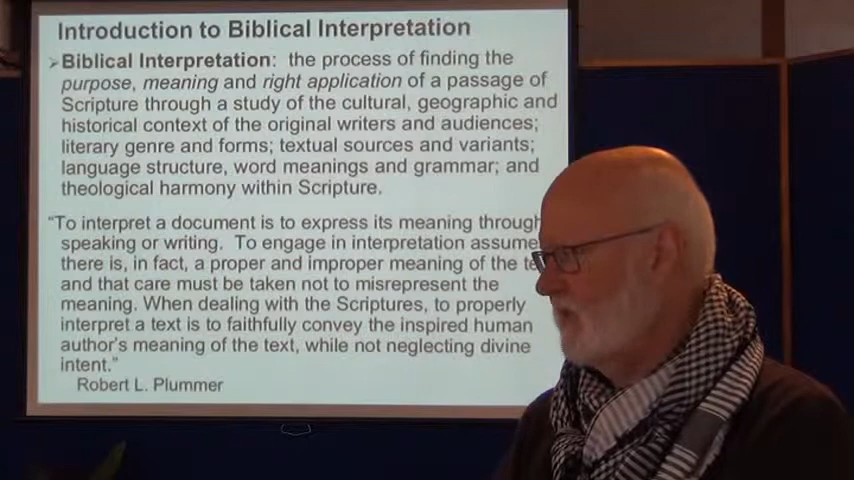 Introduction to Biblical Interpretation
➢Biblical Interpretation: the process of finding the
purpose, meaning and right application of a passage of
Scripture through a study of the cultural, geographic and
historical context of the original writers and audiences;
literary genre and forms; textual sources and variants;
language structure, word meanings and grammar; and
theological harmony within Scripture.
“To interpret a document is to express its meaning through
speaking or writing. To engage in interpretation assume
there is, in fact, a proper and improper meaning of the
and that care must be taken not to misrepresent the
meaning. When dealing with the Scriptures, to properly
interpret a text is to faithfully convey the inspired human
author's meaning of the text, while not neglecting divine
intent.”
Robert L. Plummer